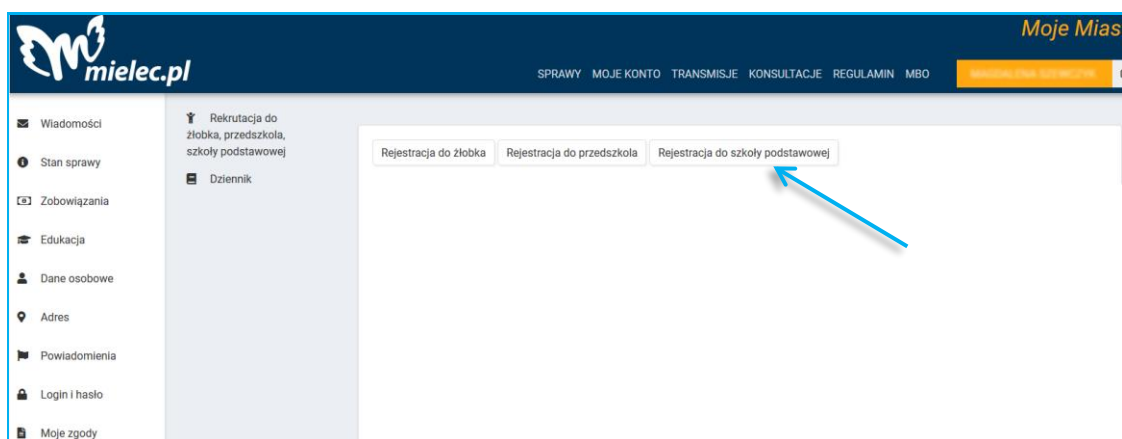 Moje Mias
mielec.pl
SPRAWY MOJE KONTO TRANSMISJE KONSULTACJE REGULAMIN MBO
Wiadomości
Stan sprawy
Zobowiązania
Edukacja
Dane osobowe
Adres
Powiadomienia
Login i hasło
Moje zgody
Rekrutacja do
żłobka, przedszkola,
szkoły podstawowej
Dziennik
Rejestracja do żłobka Rejestracja do przedszkola Rejestracja do szkoły podstawowej